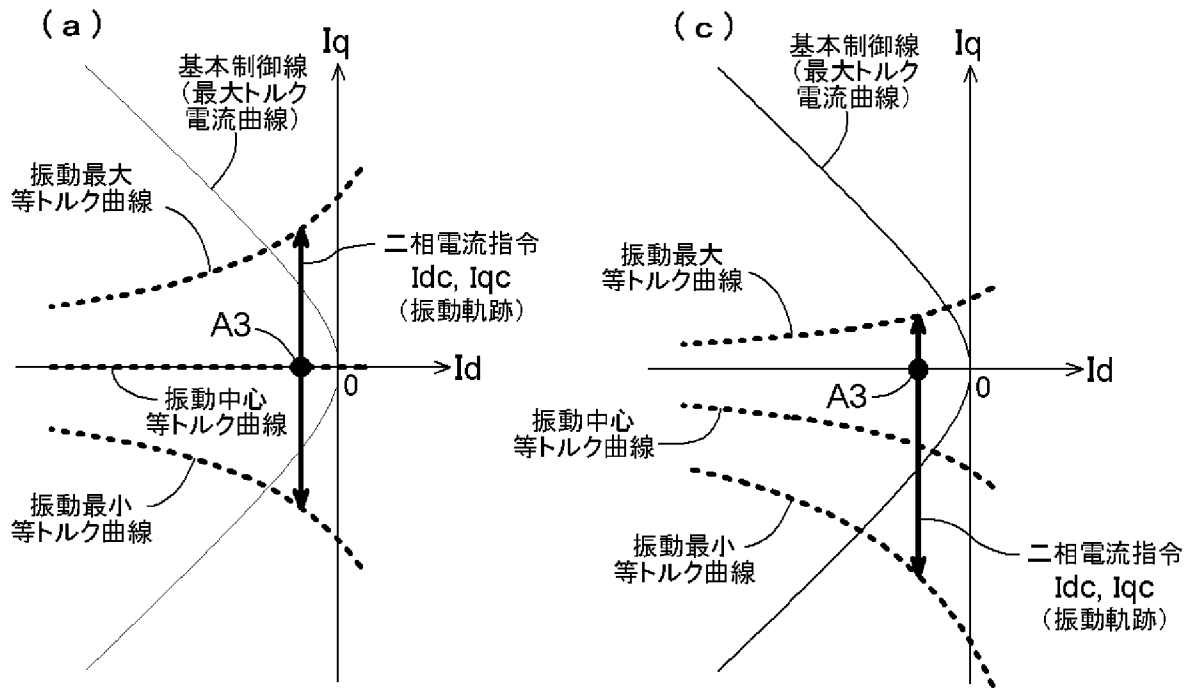 (a)
Iq
基本制御線
(最大トルク
電流曲線)
振動最大
等トルク曲線
二相電流指令
Idc, Iqc
(振動軌跡)
A3
Id
0
振動中心
等トルク曲線
振動最小
等トルク曲線
(c)
Iq
基本制御線
(最大トルク
電流曲線)
振動最大
等トルク曲線
A3
Id
0
振動中心
等トルク曲線
振動最小
等トルク曲線
二相電流指令
Idc, Iqc
(振動軌跡)